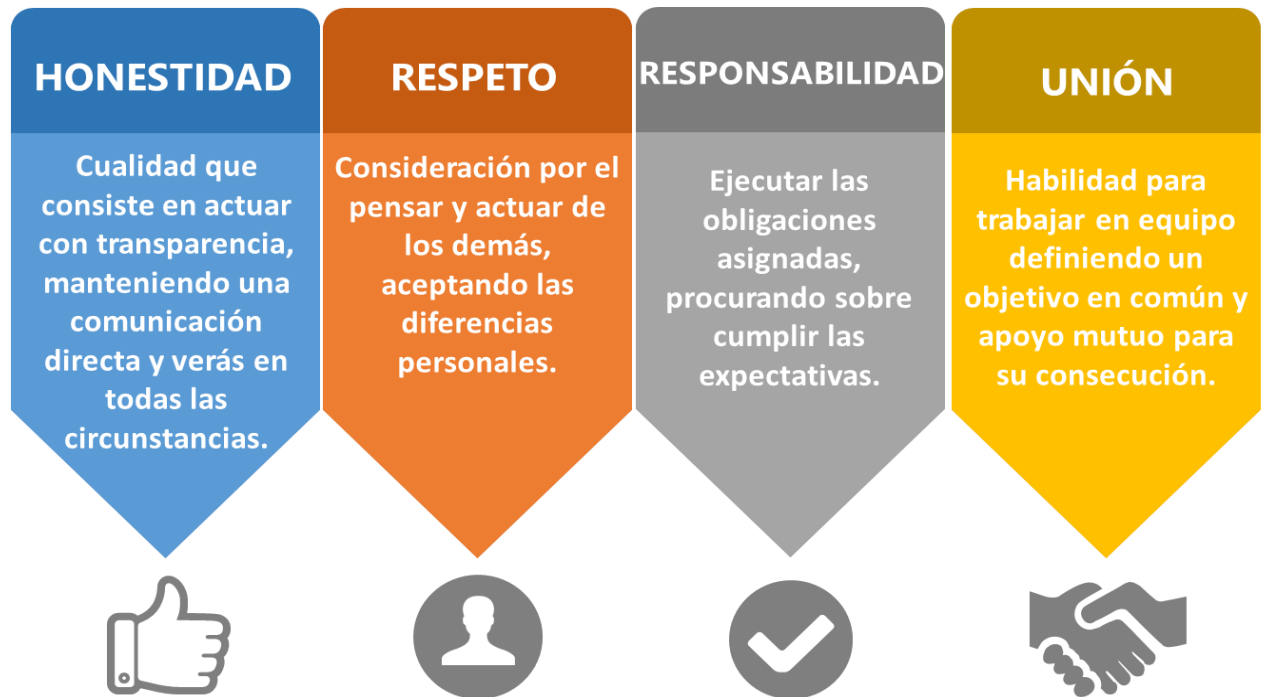 HONESTIDAD
Cualidad que
consiste en actuar
con transparencia,
manteniendo una
comunicación
directa y verás en
todas las
circunstancias.
RESPETO
Consideración por el
pensar y actuar de
los demás,
aceptando las
diferencias
personales.
RESPONSABILIDAD
Ejecutar las
obligaciones
asignadas,
procurando sobre
cumplir las
expectativas.
UNIÓN
Habilidad para
trabajar en equipo
definiendo un
objetivo en común y
apoyo mutuo para
su consecución.